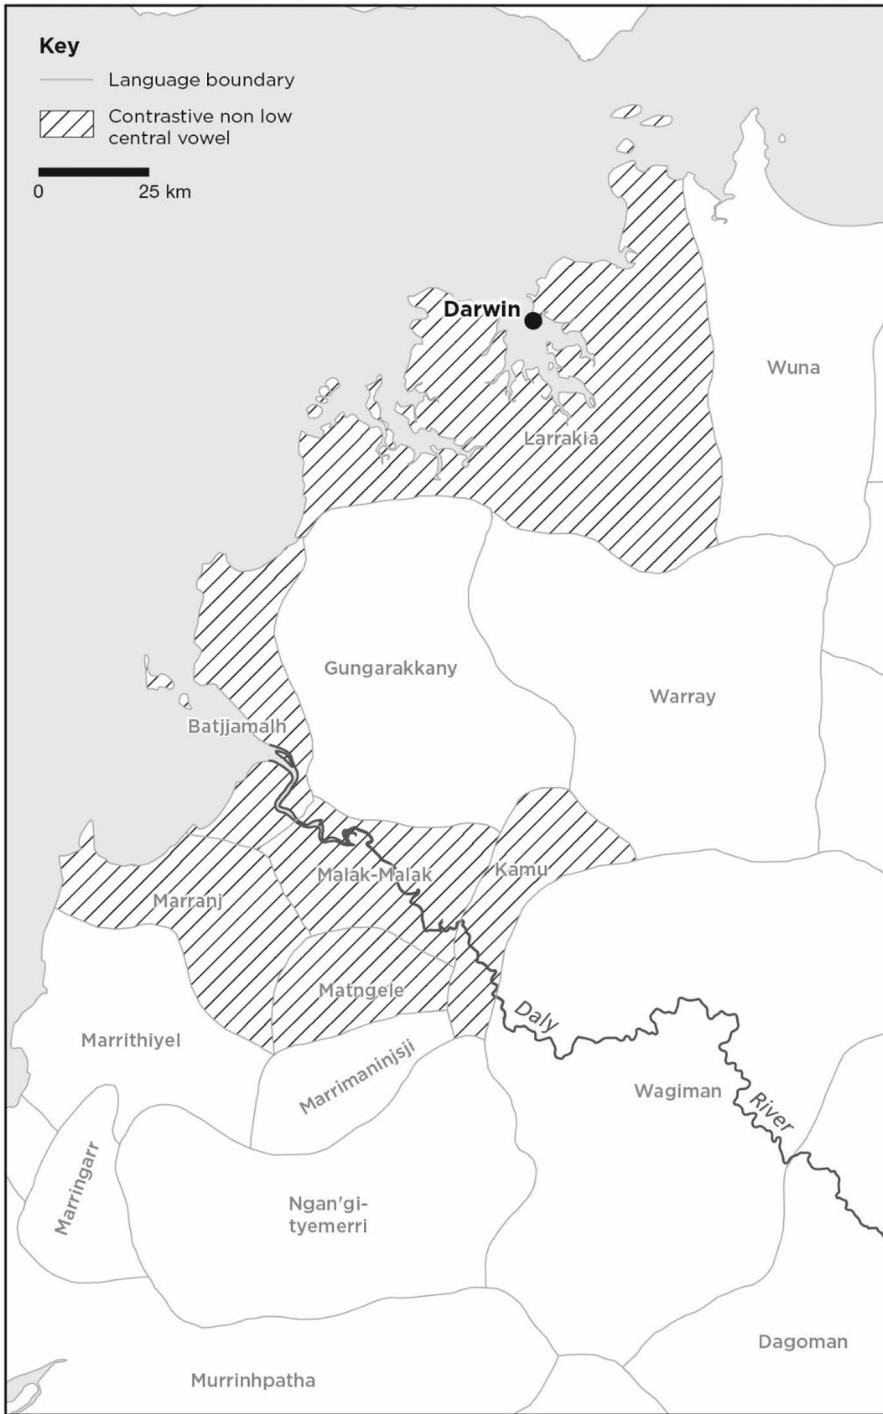 Key
Language boundary
Contrastive non low
central vowel
0 25 km
Darwin
Wuna
Larrakia
Gungarakkany
Warray
Batjjamalh
Malak-Malak
Kamu
Marranj
Matngele
Daly
Marrithiyel
Marrimaninjsji
Wagiman
River
Marringarr
Ngan'gi-
tyemerri
Dagoman
Murrinhpatha